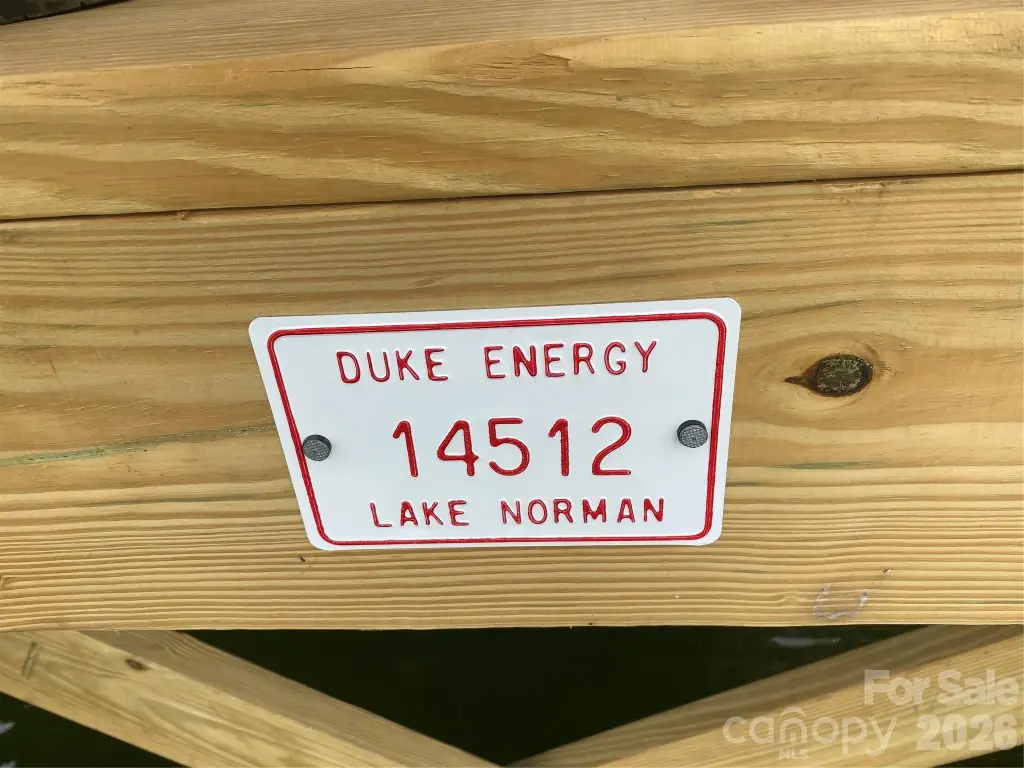 DUKE ENERGY
14512
LAKE NORMAN
For Sale
canopy 2026
MLS